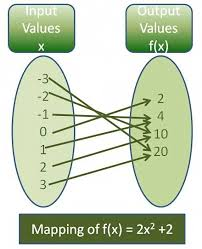 Input
Values
x
Output
Values
f(x)
-3
-2
-1
0
1
2
3
2
4
10
20
Mapping of f(x) = 2x² +2